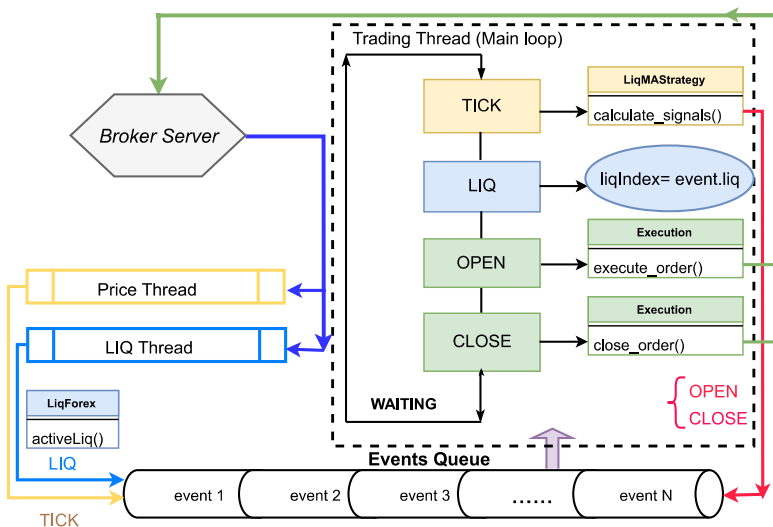 Trading Thread (Main loop)
Broker Server
TICK
LiqMAStrategy
calculate_signals()
LIQ
liqIndex= event.liq
OPEN
Execution
execute_order()
CLOSE
Execution
close_order()
Price Thread
LIQ Thread
WAITING
OPEN
CLOSE
LiqForex
activeLiq()
LIQ
Events Queue
event 1
event 2
event 3
......
event N
TICK